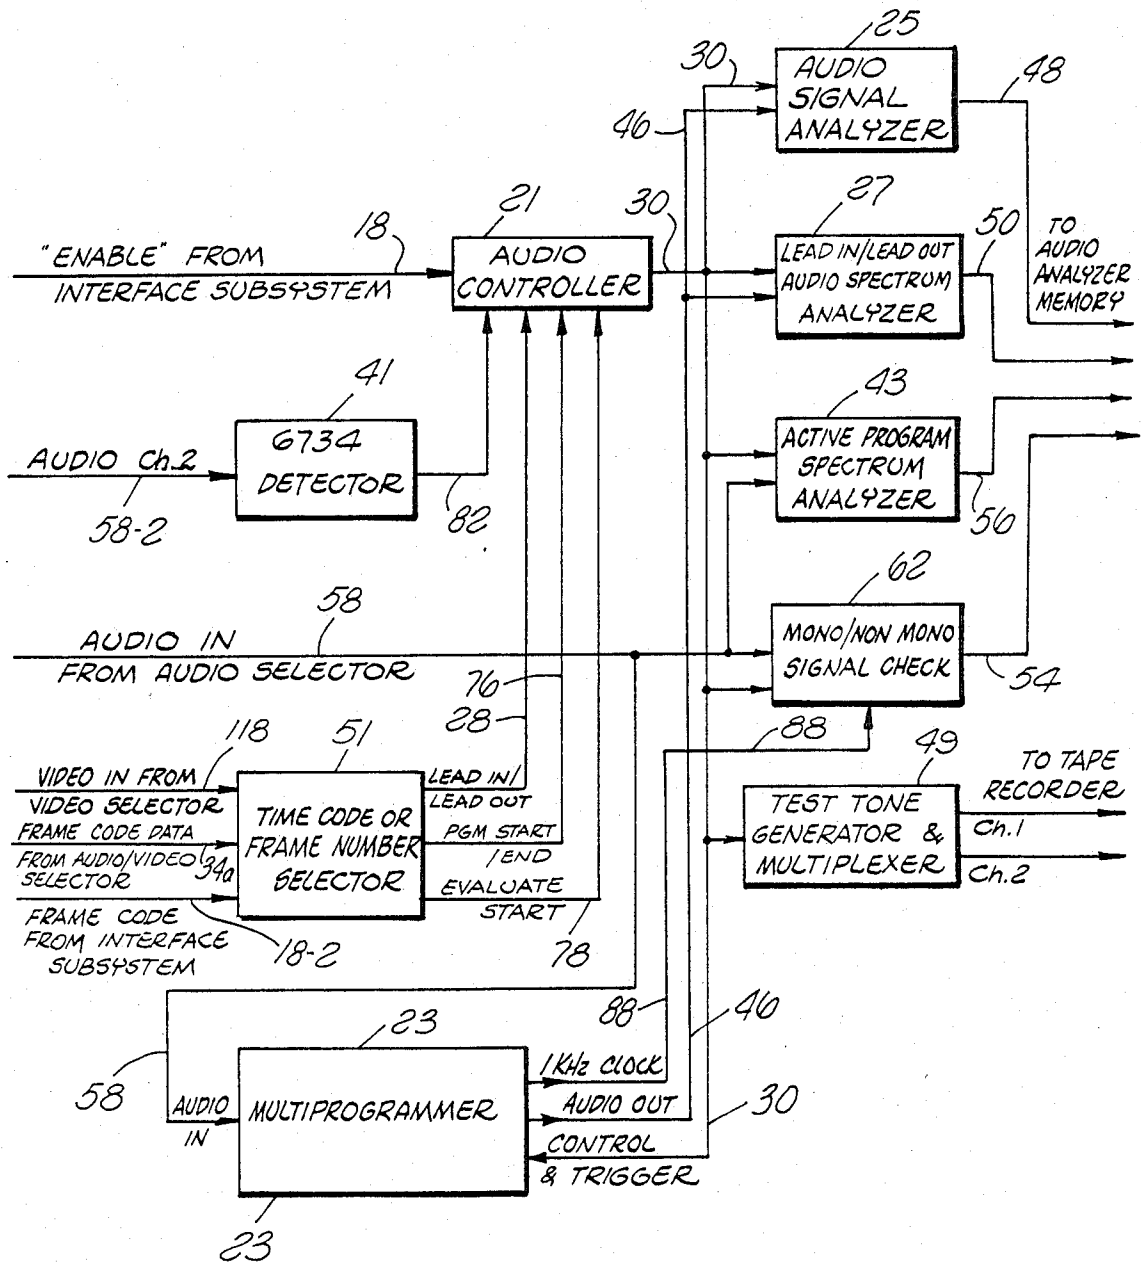 25
30
AUDIO
SIGNAL
ANALYZER
48
46
21
30
27
50
TO
AUDIO
ANALYZER
MEMORY
"ENABLE" FROM
INTERFACE SUBSYSTEM
18
AUDIO
CONTROLLER
LEAD IN/LEAD OUT
AUDIO SPECTRUM
ANALYZER
41
43
AUDIO Ch.2
58-2
6734
DETECTOR
82
ACTIVE PROGRAM
SPECTRUM
ANALYZER
56
62
58
AUDIO IN
FROM AUDIO SELECTOR
MONO/NON MONO
SIGNAL CHECK
54
76
28
88
118
51
49
VIDEO IN FROM
VIDEO SELECTOR
FRAME CODE DATA
FROM AUDIO/VIDEO
SELECTOR
34a
FRAME CODE
FROM INTERFACE
SUBSYSTEM
18-2
TIME CODE OR
FRAME NUMBER
SELECTOR
LEAD IN/
LEAD OUT
PGM START
/END
EVALUATE
START
78
TEST TONE
GENERATOR &
MULTIPLEXER
TO TAPE
RECORDER
Ch.1
Ch.2
88
46
23
58
AUDIO
IN
MULTIPROGRAMMER
1 KHz CLOCK
AUDIO OUT
CONTROL
& TRIGGER
30
23